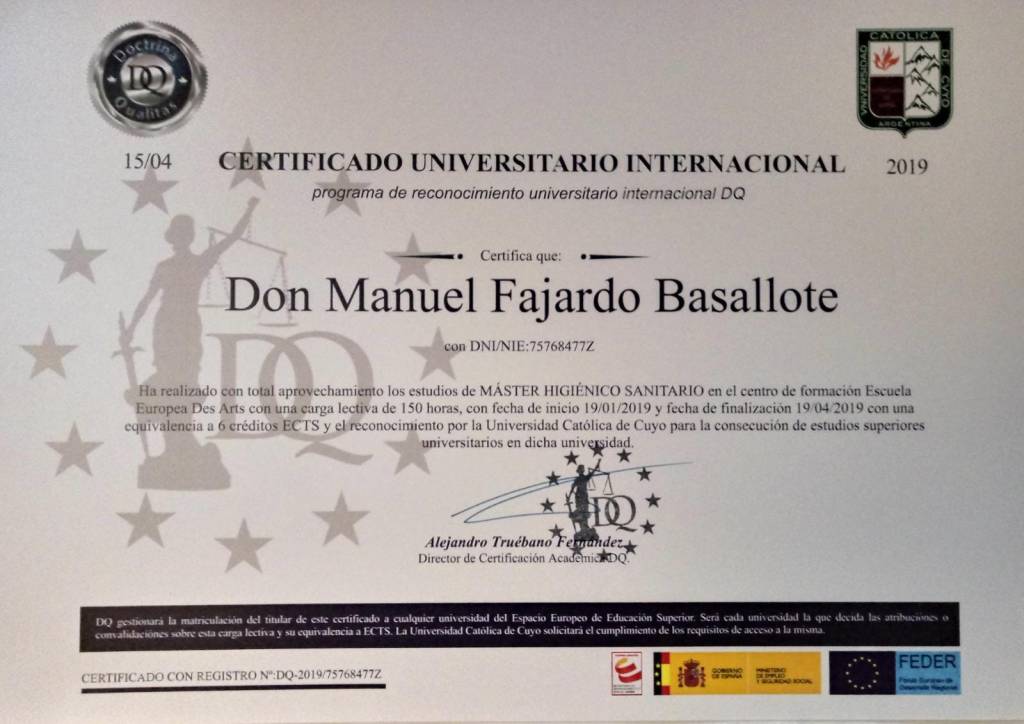 Doctrina
DQ
Qualitas
UNIVERSIDAD CATOLICA DE CUYO
ARGENTINA
15/04
CERTIFICADO UNIVERSITARIO INTERNACIONAL
2019
programa de reconocimiento universitario internacional DQ
Certifica que:
Don Manuel Fajardo Basallote
con DNI/NIE:75768477Z
Ha realizado con total aprovechamiento los estudios de MÁSTER HIGIÉNICO SANITARIO en el centro de formación Escuela
Europea Des Arts con una carga lectiva de 150 horas, con fecha de inicio 19/01/2019 y fecha de finalización 19/04/2019 con una
equivalencia a 6 créditos ECTS y el reconocimiento por la Universidad Católica de Cuyo para la consecución de estudios superiores
universitarios en dicha universidad.
DQ
DQ
Alejandro Truébano Fernández
Director de Certificación Academic DQ.
DQ gestionará la matriculación del titular de este certificado a cualquier universidad del Espacio Europeo de Educación Superior. Será cada universidad la que decida las atribuciones o
convalidaciónes sobre esta carga lectiva y su equivalencia a ECTS. La Universidad Católica de Cuyo solicitará el cumplimiento de los requisitos de acceso a la misma.
CERTIFICADO CON REGISTRO Nº:DQ-2019/75768477Z
GOBIERNO
DE ESPAÑA
MINISTERIO
DE EMPLEO
Y SEGURIDAD SOCIAL
FEDER
Fondo Europeo de
Desarrollo Regional